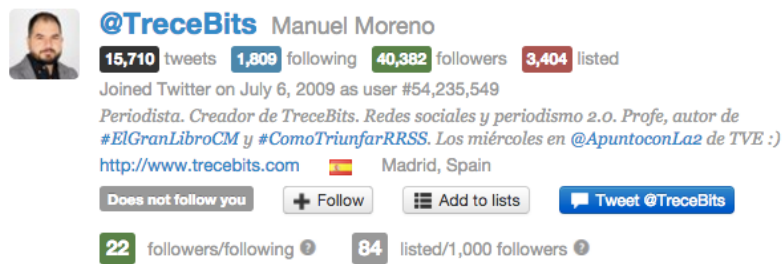 @TreceBits Manuel Moreno
15,710 tweets 1,809 following 40,382 followers 3,404 listed
Joined Twitter on July 6, 2009 as user #54,235,549
Periodista. Creador de TreceBits. Redes sociales y periodismo 2.0. Profe, autor de
#ElGranLibroCM y #ComoTriunfarRRSS. Los miércoles en @ApuntoconLa2 de TVE :)
http://www.trecebits.com Madrid, Spain
Does not follow you + Follow Add to lists Tweet @TreceBits
22 followers/following ? 84 listed/1,000 followers ?